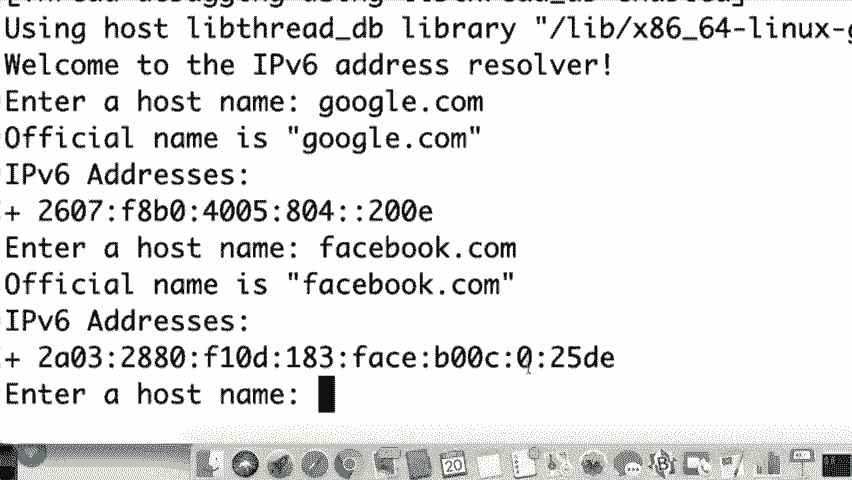 Using host libthread_db library "/lib/x86_64-linux-g
Welcome to the IPv6 address resolver!
Enter a host name: google.com
Official name is "google.com"
IPv6 Addresses:
+ 2607:f8b0:4005:804::200e
Enter a host name: facebook.com
Official name is "facebook.com"
IPv6 Addresses:
+ 2a03:2880:f10d:183:face:b00c:0:25de
Enter a host name:
20